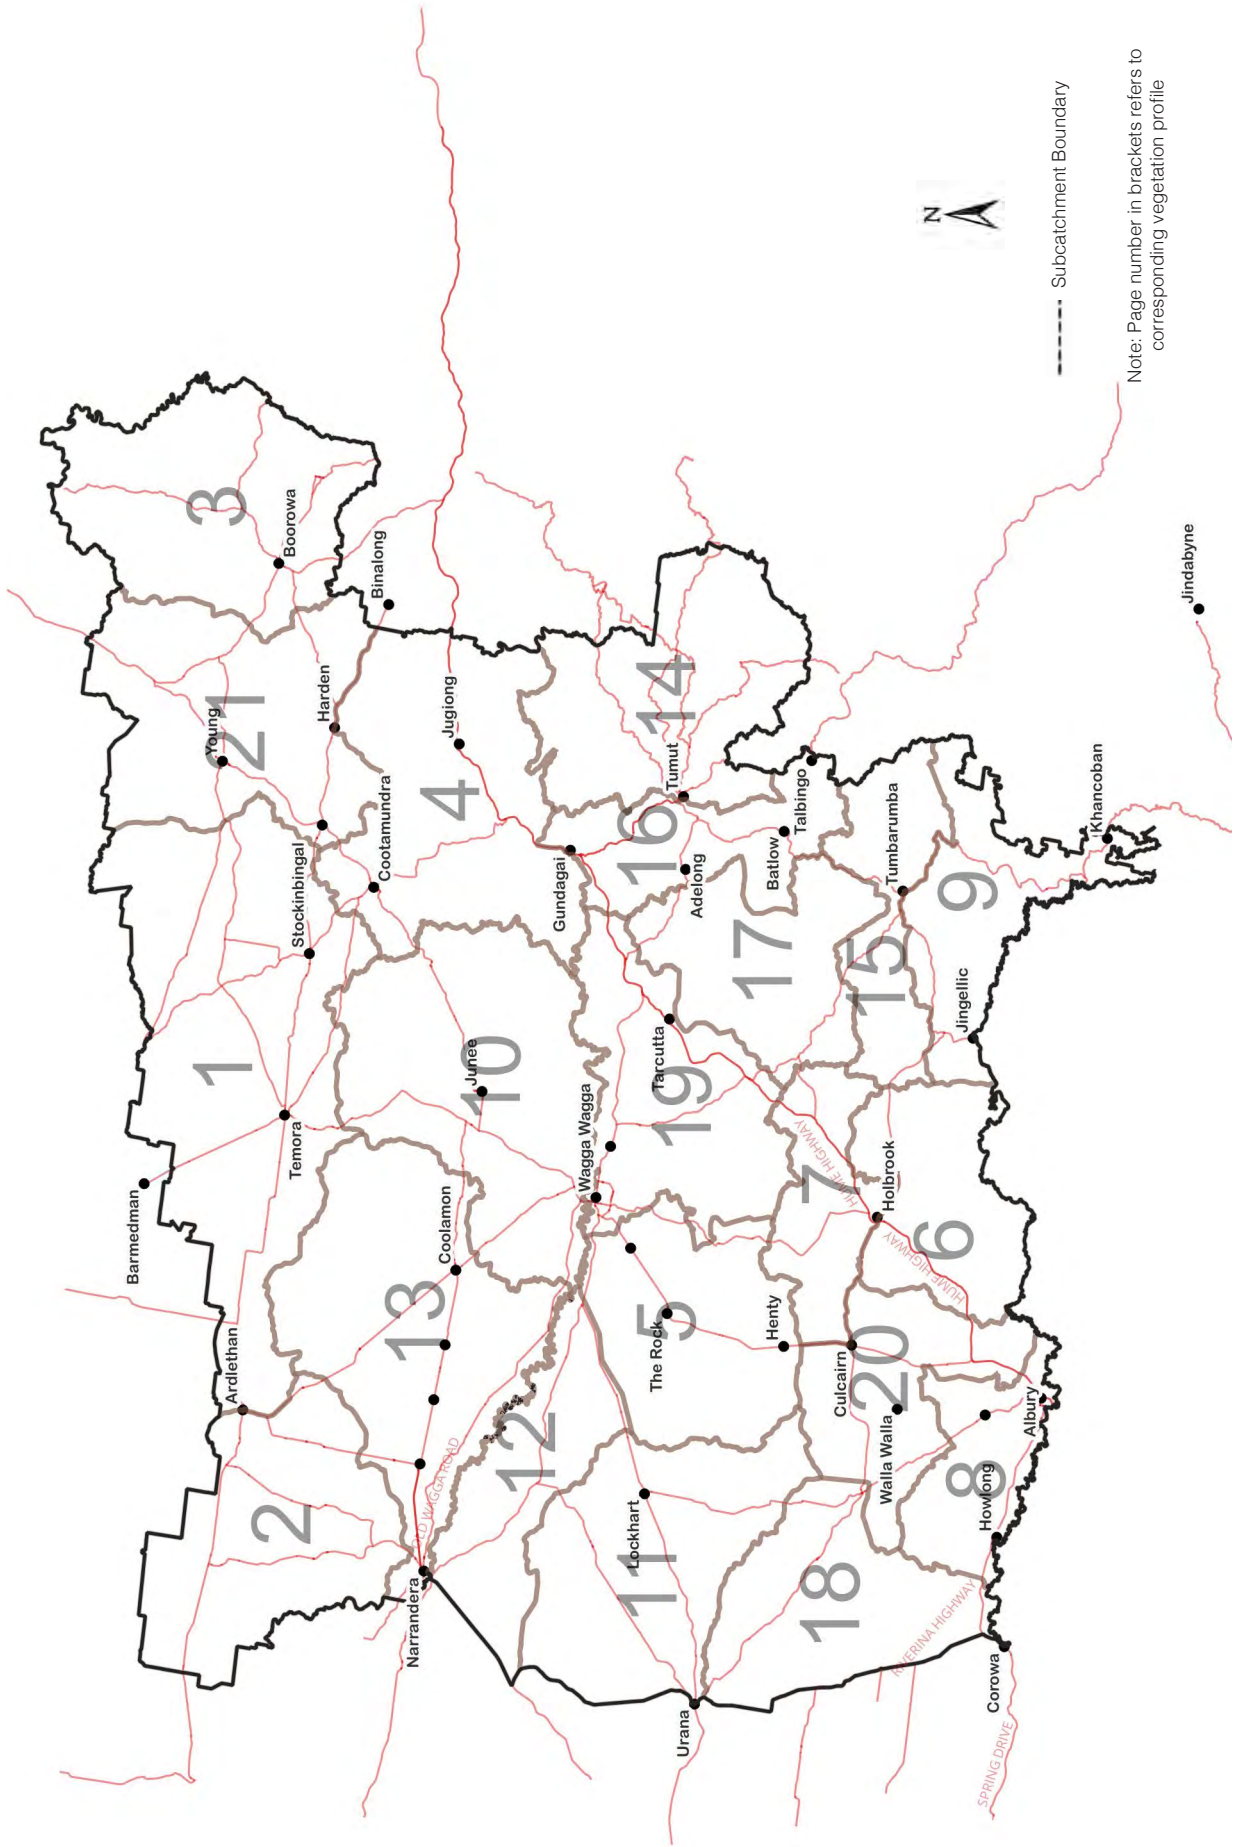 Barmedman
Ardlethan
Temora
Stockinbingal
Young
Harden
Boorowa
Binalong
Cootamundra
Jugiong
Coolamon
Junee
Narrandera
OLD WAGGA ROAD
Wagga Wagga
Gundagai
Tumut
Adelong
Tarcutta
Lockhart
The Rock
Urana
Henty
Batlow
Talbingo
Culcairn
Walla Walla
Holbrook
HUME HIGHWAY
HUME HIGHWAY
Tumbarumba
Jingellic
Khancoban
Jindabyne
Howlong
Albury
Corowa
RIVERINA HIGHWAY
SPRING DRIVE
1
2
3
4
5
6
7
8
9
10
11
12
13
14
15
16
17
18
19
20
21
N
Subcatchment Boundary
Note: Page number in brackets refers to
corresponding vegetation profile